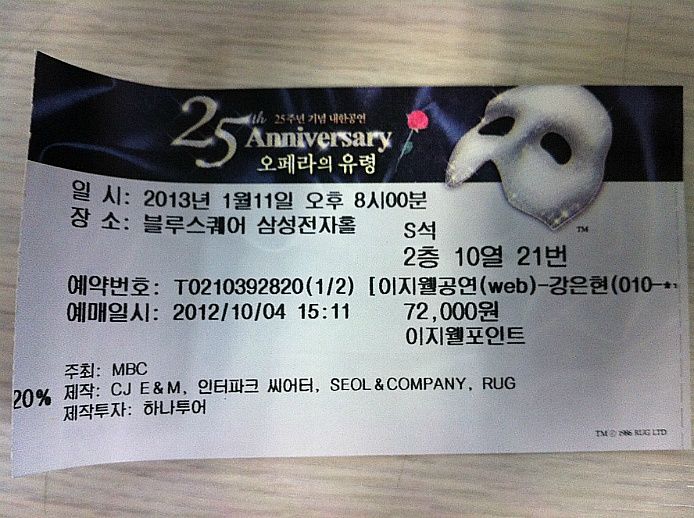 25th 25주년 기념 내한공연
Anniversary
오페라의 유령
TM
일 시: 2013년 1월11일 오후 8시00분
장 소: 블루스퀘어 삼성전자홀
S석
2층 10열 21번
예약번호: T0210392820(1/2) [이지웰공연(web)-강은현(010-*
예매일시: 2012/10/04 15:11
72,000원
이지웰포인트
주최: MBC
20% 제작: CJ E&M, 인터파크 씨어터, SEOL&COMPANY, RUG
제작투자: 하나투어
TM ⓒ 1986 RUG LTD